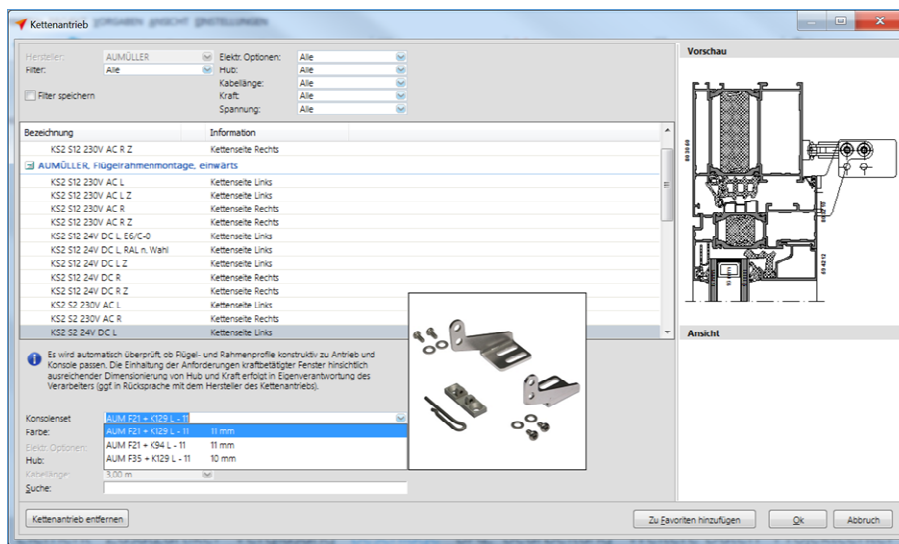 Kettenantrieb
VORGABEN ANSICHT EINSTELLUNGEN
Hersteller: AUMÜLLER Elektr. Optionen: Alle
Filter: Alle Hub: Alle
Kabellänge: Alle
Filter speichern Kraft: Alle
Spannung: Alle
Bezeichnung Information
KS2 S12 230V AC R Z Kettenseite Rechts
AUMÜLLER, Flügelrahmenmontage, einwärts
KS2 S12 230V AC L Kettenseite Links
KS2 S12 230V AC L Z Kettenseite Links
KS2 S12 230V AC R Kettenseite Rechts
KS2 S12 230V AC R Z Kettenseite Rechts
KS2 S12 24V DC L, E6/C-0 Kettenseite Links
KS2 S12 24V DC L, RAL n. Wahl Kettenseite Links
KS2 S12 24V DC L Z Kettenseite Links
KS2 S12 24V DC R Kettenseite Rechts
KS2 S12 24V DC R Z Kettenseite Rechts
KS2 S2 230V AC L Kettenseite Links
KS2 S2 230V AC R Kettenseite Rechts
KS2 S2 24V DC L Kettenseite Links
Es wird automatisch überprüft, ob Flügel- und Rahmenprofile konstruktiv zu Antrieb und
Konsole passen. Die Einhaltung der Anforderungen kraftbetätigter Fenster hinsichtlich
ausreichender Dimensionierung von Hub und Kraft erfolgt in Eigenverantwortung des
Verarbeiters (ggf. in Rücksprache mit dem Hersteller des Kettenantriebs).
Konsolenset AUM F21 + K129 L - 11
Farbe: AUM F21 + K129 L - 11 11 mm
Elektr. Optionen: AUM F21 + K94 L - 11 11 mm
Hub: AUM F35 + K129 L - 11 10 mm
Kabellänge: 3,00 m
Suche:
Kettenantrieb entfernen Zu Favoriten hinzufügen Ok Abbruch
Vorschau
Ansicht